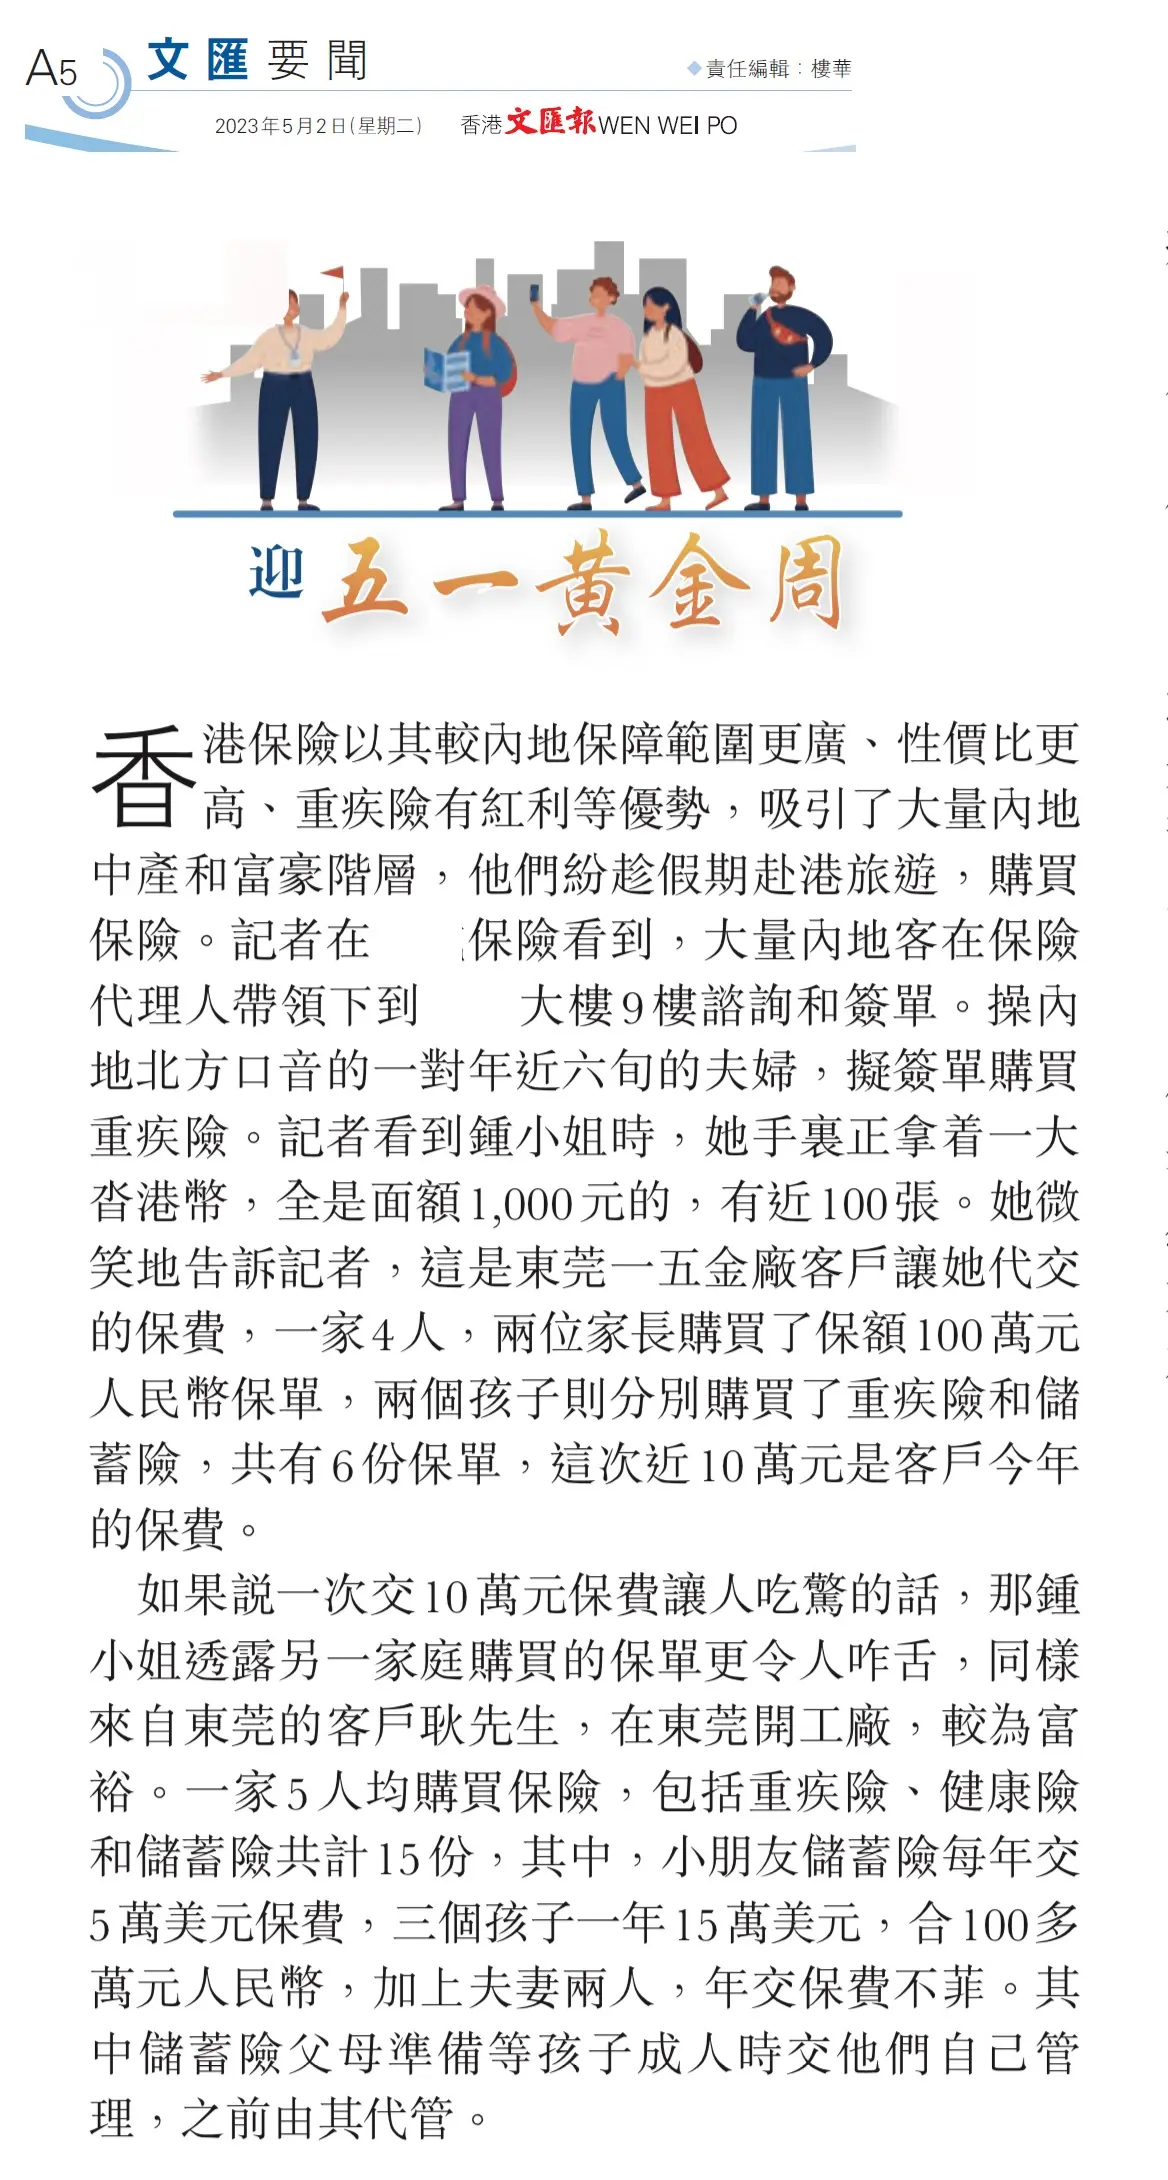 A5
文匯要聞
◆責任編輯：樓華
2023年5月2日(星期二) 香港文匯報WEN WEI PO
迎五一黃金周
香港保險以其較內地保障範圍更廣、性價比更
高、重疾險有紅利等優勢，吸引了大量內地
中產和富豪階層，他們紛趁假期赴港旅遊，購買
保險。記者在 保險看到，大量內地客在保險
代理人帶領下到 大樓9樓諮詢和簽單。操內
地北方口音的一對年近六旬的夫婦，擬簽單購買
重疾險。記者看到鍾小姐時，她手裏正拿着一大
沓港幣，全是面額1,000元的，有近100張。她微
笑地告訴記者，這是東莞一五金廠客戶讓她代交
的保費，一家4人，兩位家長購買了保額100萬元
人民幣保單，兩個孩子則分別購買了重疾險和儲
蓄險，共有6份保單，這次近10萬元是客戶今年
的保費。
如果説一次交10萬元保費讓人吃驚的話，那鍾
小姐透露另一家庭購買的保單更令人咋舌，同樣
來自東莞的客戶耿先生，在東莞開工廠，較為富
裕。一家5人均購買保險，包括重疾險、健康險
和儲蓄險共計15份，其中，小朋友儲蓄險每年交
5萬美元保費，三個孩子一年15萬美元，合100多
萬元人民幣，加上夫妻兩人，年交保費不菲。其
中儲蓄險父母準備等孩子成人時交他們自己管
理，之前由其代管。